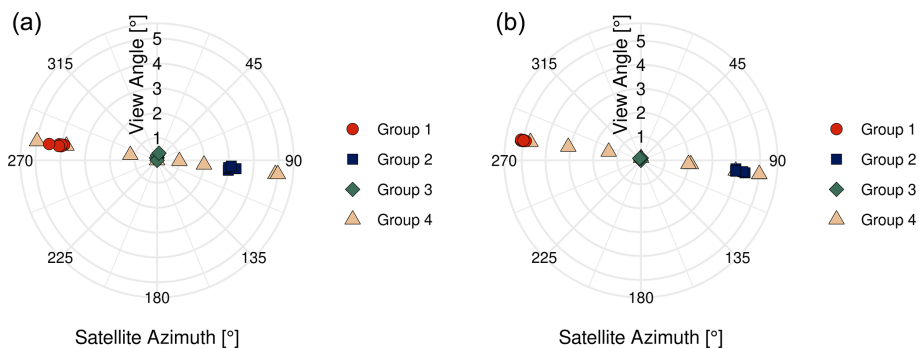 (a)
View Angle [°]
5
4
3
2
1
315
45
270
90
225
135
180
Satellite Azimuth [°]
Group 1
Group 2
Group 3
Group 4
(b)
View Angle [°]
5
4
3
2
1
315
45
270
90
225
135
180
Satellite Azimuth [°]
Group 1
Group 2
Group 3
Group 4